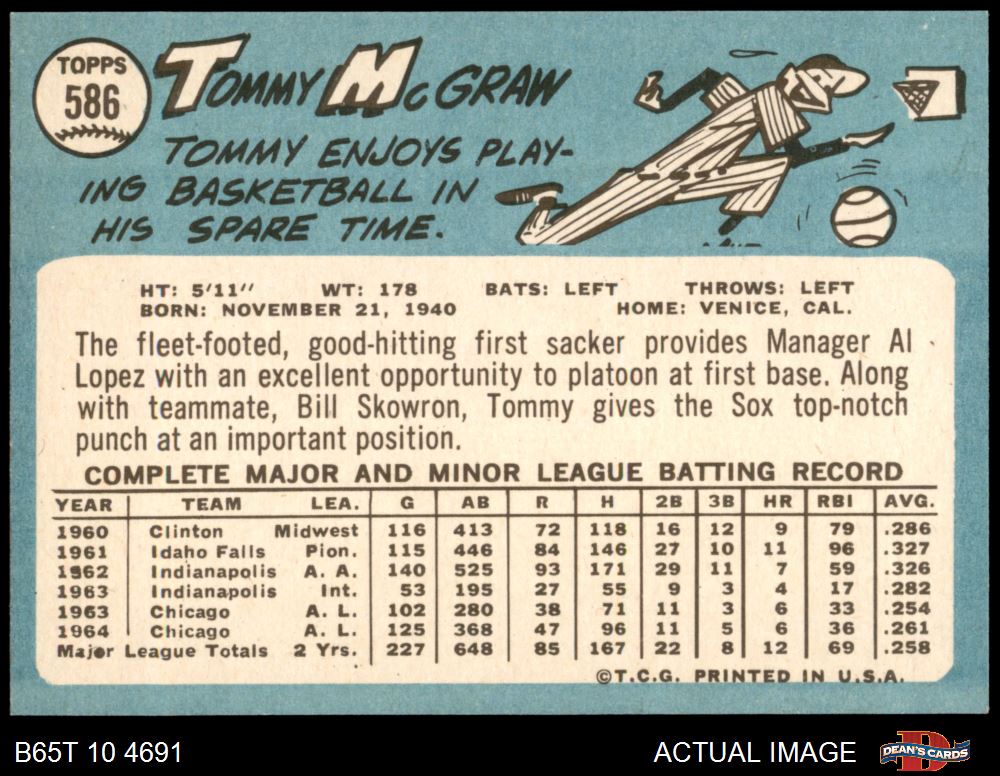 TOPPS
586
TOMMY McGRAW
TOMMY ENJOYS PLAY-
ING BASKETBALL IN
HIS SPARE TIME.
HT: 5'11" WT: 178 BATS: LEFT THROWS: LEFT
BORN: NOVEMBER 21, 1940 HOME: VENICE, CAL.
The fleet-footed, good-hitting first sacker provides Manager Al
Lopez with an excellent opportunity to platoon at first base. Along
with teammate, Bill Skowron, Tommy gives the Sox top-notch
punch at an important position.
COMPLETE MAJOR AND MINOR LEAGUE BATTING RECORD
YEAR TEAM LEA. G AB R H 2B 3B HR RBI AVG.
1960 Clinton Midwest 116 413 72 118 16 12 9 79 .286
1961 Idaho Falls Pion. 115 446 84 146 27 10 11 96 .327
1962 Indianapolis A. A. 140 525 93 171 29 11 7 59 .326
1963 Indianapolis Int. 53 195 27 55 9 3 4 17 .282
1963 Chicago A. L. 102 280 38 71 11 3 6 33 .254
1964 Chicago A. L. 125 368 47 96 11 5 6 36 .261
Major League Totals 2 Yrs. 227 648 85 167 22 8 12 69 .258
©T.C.G. PRINTED IN U.S.A.
B65T 10 4691 ACTUAL IMAGE DEAN'S CARDS